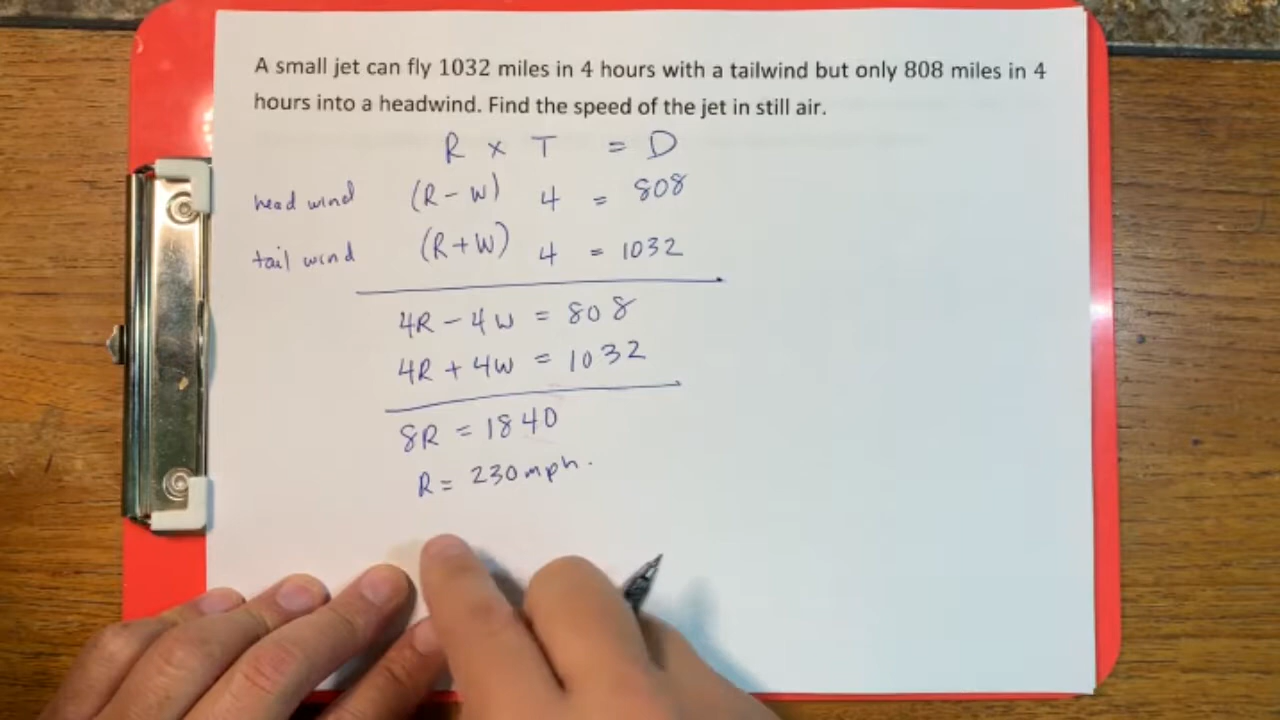 A small jet can fly 1032 miles in 4 hours with a tailwind but only 808 miles in 4
hours into a headwind. Find the speed of the jet in still air.
R × T = D
head wind (R - W) 4 = 808
tail wind (R + W) 4 = 1032
4R - 4W = 808
4R + 4W = 1032
8R = 1840
R = 230 mph.